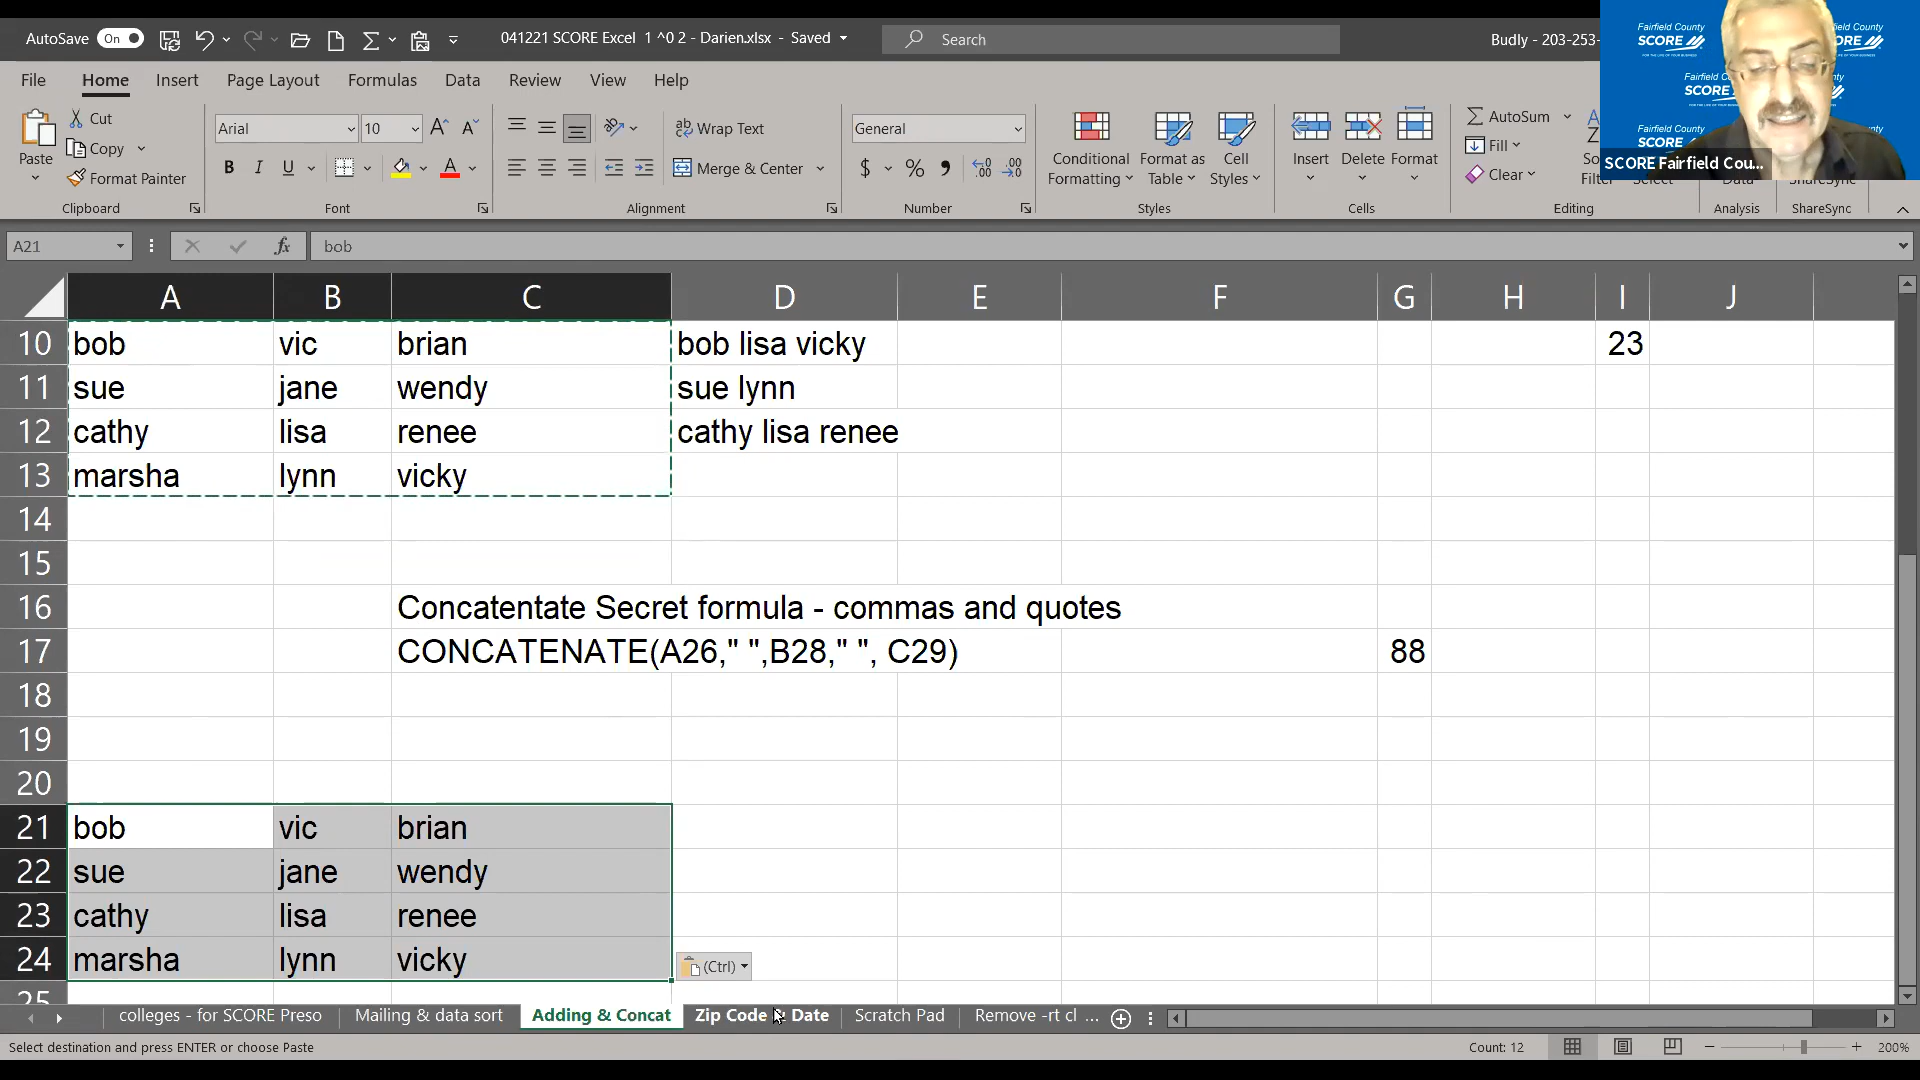 AutoSave On 041221 SCORE Excel 1 ^0 2 - Darien.xlsx - Saved Search Budly - 203-253-
File Home Insert Page Layout Formulas Data Review View Help
Paste Cut Copy Format Painter
Clipboard
Arial 10
B I U A
Font
Wrap Text
Merge & Center
Alignment
General
$ % 9 .00
Number
Conditional Formatting Format as Table Cell Styles
Styles
Insert Delete Format
Cells
AutoSum Fill Clear
Editing
Analysis
ShareSync
Fairfield County
SCORE
SCORE Fairfield Cou...
A21 fx bob
A B C D E F G H I J
10 bob vic brian bob lisa vicky 23
11 sue jane wendy sue lynn
12 cathy lisa renee cathy lisa renee
13 marsha lynn vicky
14
15
16 Concatentate Secret formula - commas and quotes
17 CONCATENATE(A26," ",B28," ", C29) 88
18
19
20
21 bob vic brian
22 sue jane wendy
23 cathy lisa renee
24 marsha lynn vicky
(Ctrl)
25
colleges - for SCORE Preso Mailing & data sort Adding & Concat Zip Code & Date Scratch Pad Remove -rt cl ...
Select destination and press ENTER or choose Paste Count: 12 200%